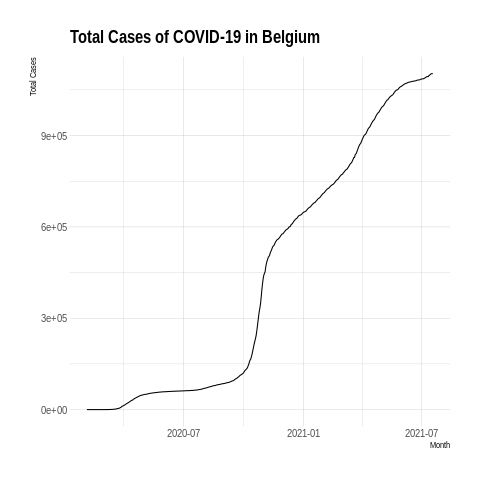 Total Cases of COVID-19 in Belgium
Total Cases
9e+05
6e+05
3e+05
0e+00
2020-07 2021-01 2021-07
Month